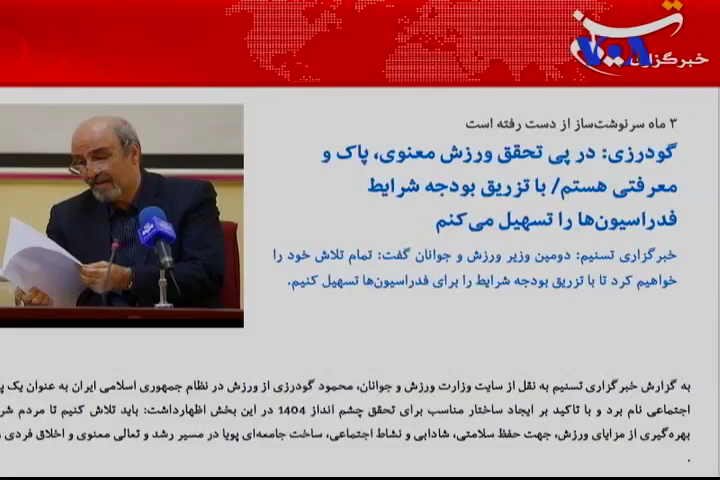 تسنیم
VOA
خبرگزاری
۳ ماه سرنوشت‌ساز از دست رفته است
گودرزی: در پی تحقق ورزش معنوی، پاک و
معرفتی هستم/ با تزریق بودجه شرایط
فدراسیون‌ها را تسهیل می‌کنم
خبرگزاری تسنیم: دومین وزیر ورزش و جوانان گفت: تمام تلاش خود را
خواهیم کرد تا با تزریق بودجه شرایط را برای فدراسیون‌ها تسهیل کنیم.
به گزارش خبرگزاری تسنیم به نقل از سایت وزارت ورزش و جوانان، محمود گودرزی از ورزش در نظام جمهوری اسلامی ایران به عنوان یک
اجتماعی نام برد و با تاکید بر ایجاد ساختار مناسب برای تحقق چشم انداز 1404 در این بخش اظهارداشت: باید تلاش کنیم تا مردم
بهره‌گیری از مزایای ورزش، جهت حفظ سلامتی، شادابی و نشاط اجتماعی، ساخت جامعه‌ای پویا در مسیر رشد و تعالی معنوی و اخلاق فردی و
.